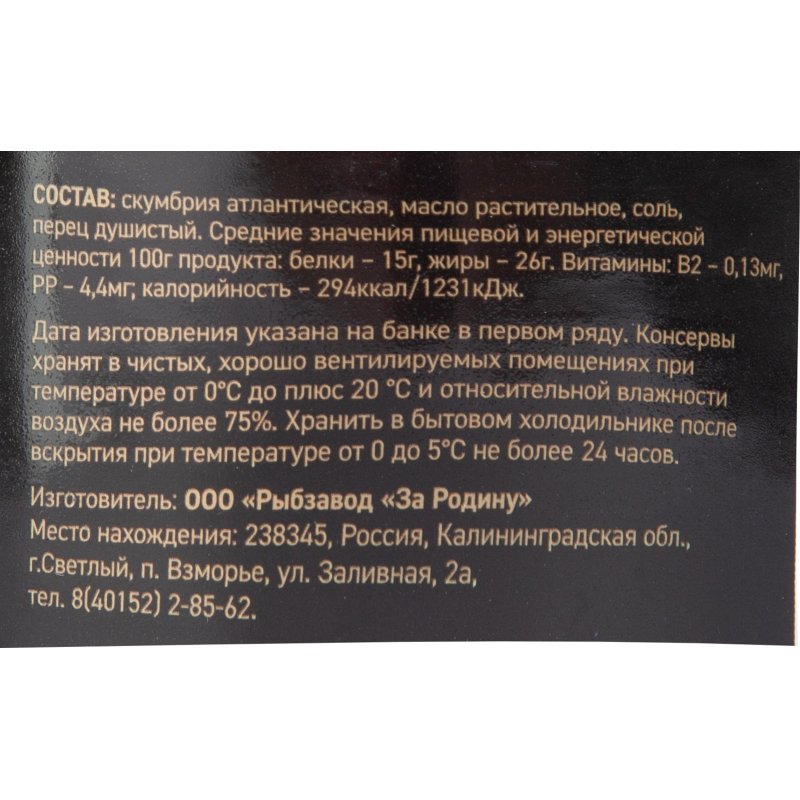 СОСТАВ: скумбрия атлантическая, масло растительное, соль,
перец душистый. Средние значения пищевой и энергетической
ценности 100г продукта: белки – 15г, жиры – 26г. Витамины: В2 – 0,13мг,
РР – 4,4мг; калорийность – 294ккал/1231кДж.
Дата изготовления указана на банке в первом ряду. Консервы
хранят в чистых, хорошо вентилируемых помещениях при
температуре от 0°С до плюс 20 °С и относительной влажности
воздуха не более 75%. Хранить в бытовом холодильнике после
вскрытия при температуре от 0 до 5°С не более 24 часов.
Изготовитель: ООО «Рыбзавод «За Родину»
Место нахождения: 238345, Россия, Калининградская обл.,
г.Светлый, п. Взморье, ул. Заливная, 2а,
тел. 8(40152) 2-85-62.